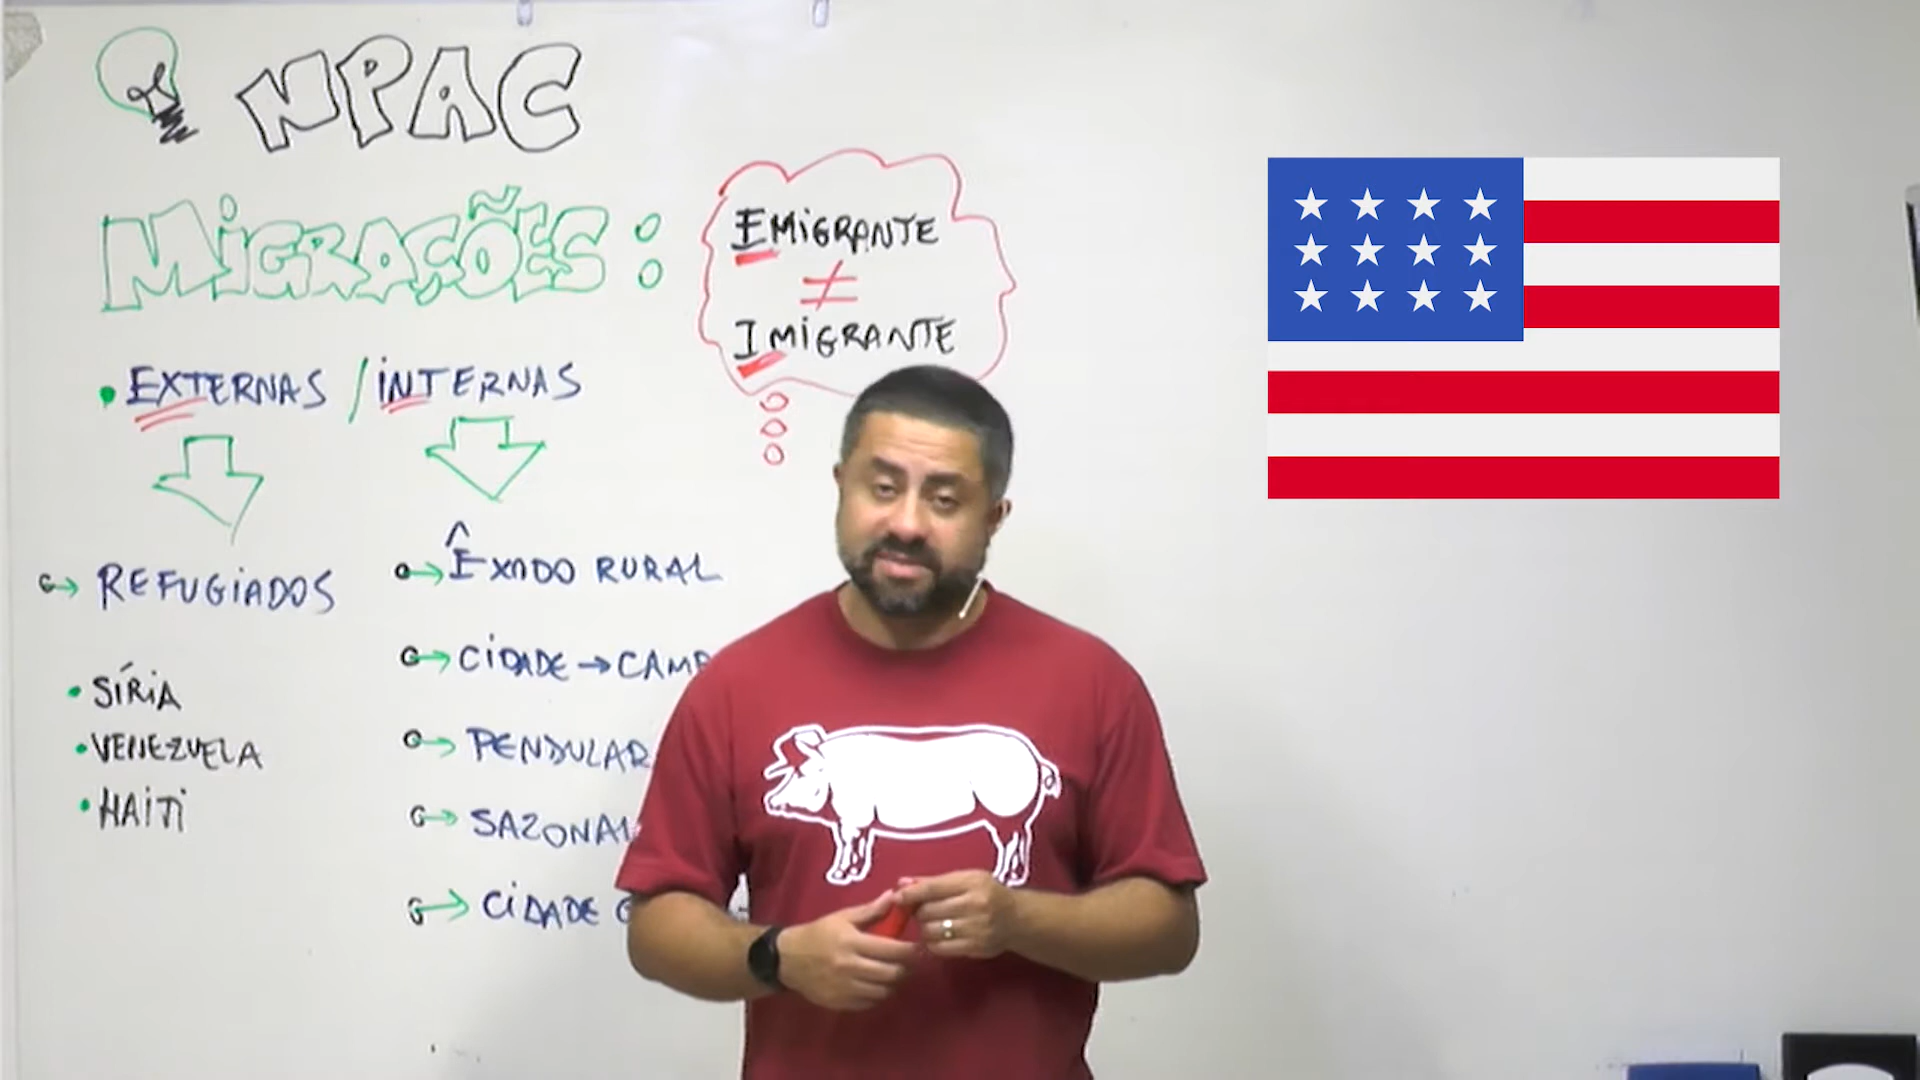 NPAC
MIGRAÇÕES:
EMIGRANTE
≠
IMIGRANTE
• EXTERNAS / INTERNAS
REFUGIADOS
• SÍRIA
• VENEZUELA
• HAITI
ÊXODO RURAL
CIDADE → CAMP
PENDULAR
SAZONAL
CIDADE